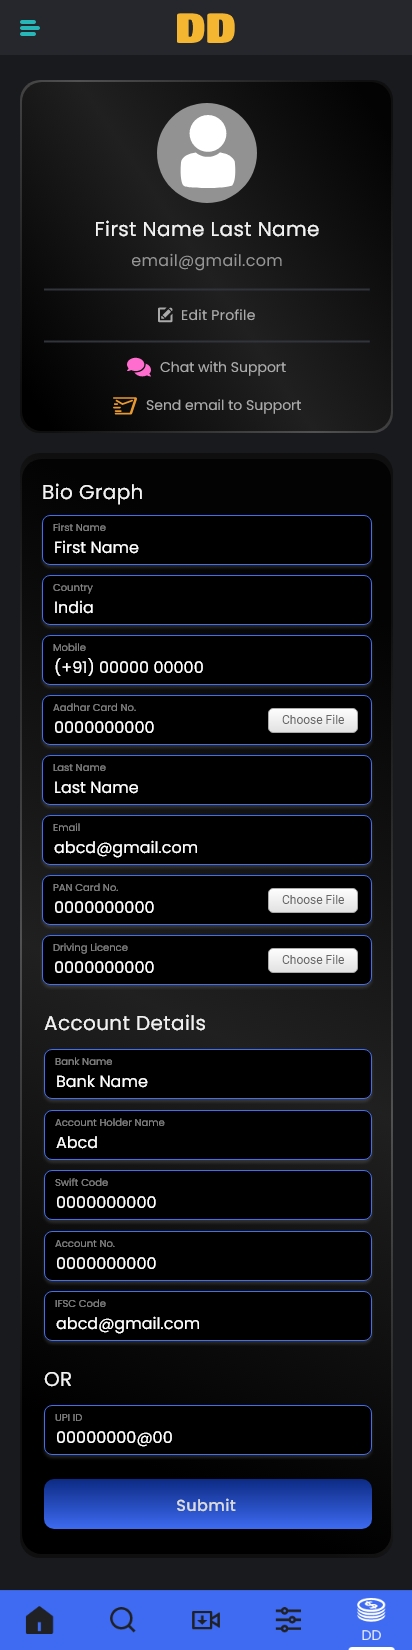 DD
First Name Last Name
email@gmail.com
Edit Profile
Chat with Support
Send email to Support
Bio Graph
First Name
First Name
Country
India
Mobile
(+91) 00000 00000
Aadhar Card No.
0000000000
Choose File
Last Name
Last Name
Email
abcd@gmail.com
PAN Card No.
0000000000
Choose File
Driving Licence
0000000000
Choose File
Account Details
Bank Name
Bank Name
Account Holder Name
Abcd
Swift Code
0000000000
Account No.
0000000000
IFSC Code
abcd@gmail.com
OR
UPI ID
00000000@00
Submit
DD